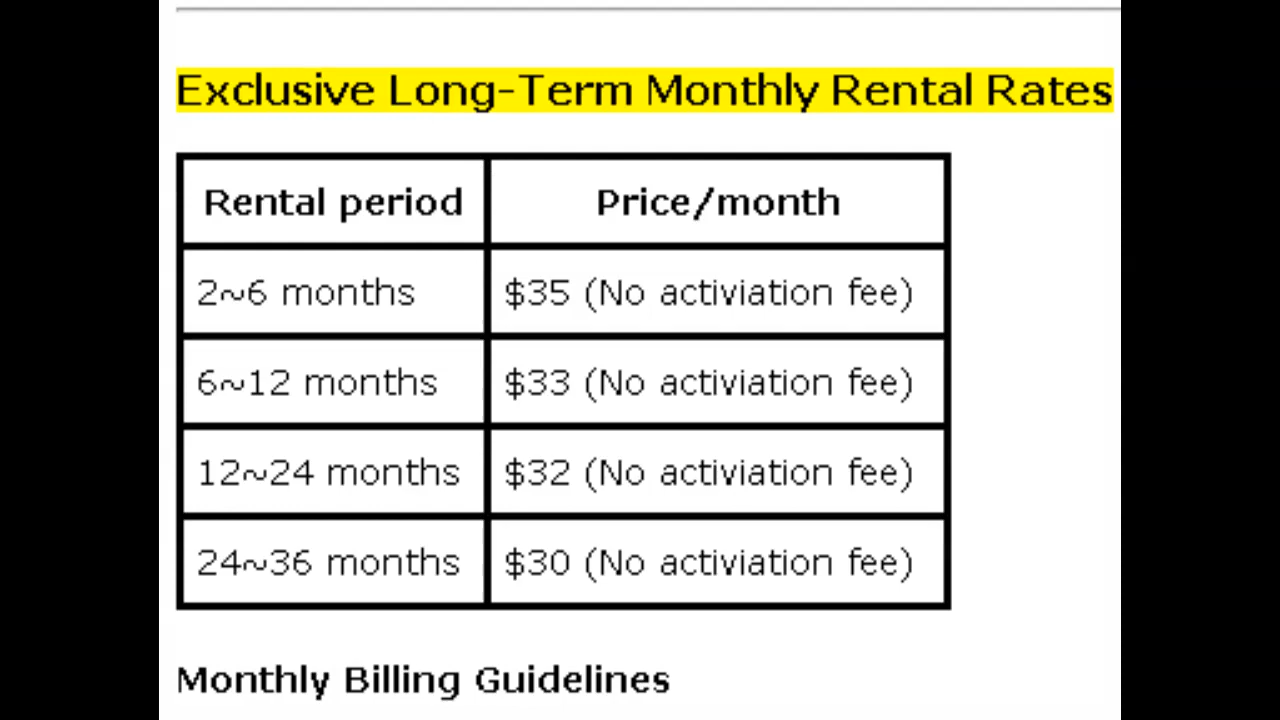 Exclusive Long-Term Monthly Rental Rates
Rental period Price/month
2~6 months $35 (No activiation fee)
6~12 months $33 (No activiation fee)
12~24 months $32 (No activiation fee)
24~36 months $30 (No activiation fee)
Monthly Billing Guidelines